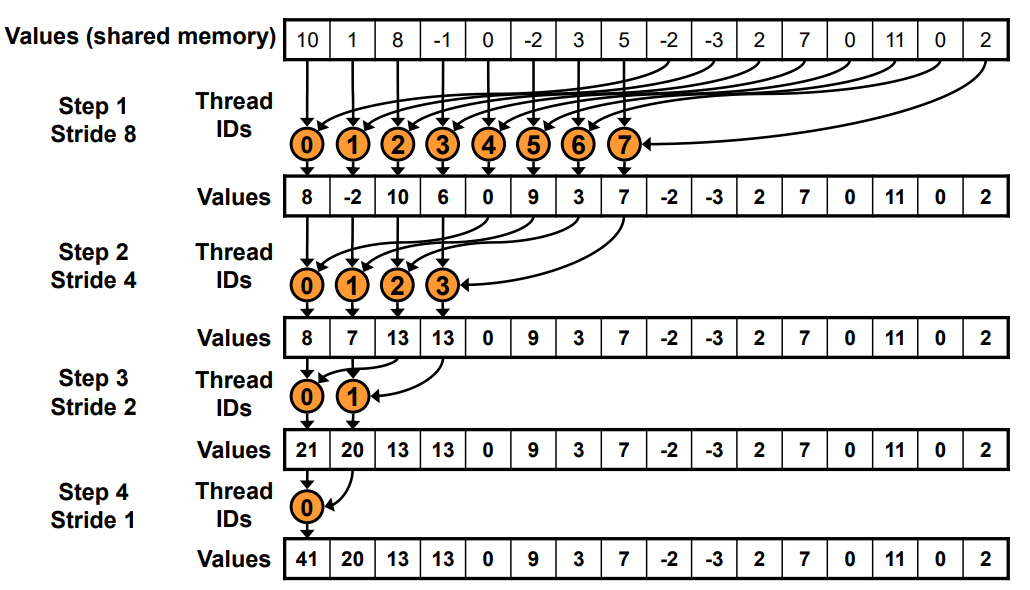 Values (shared memory) 10 1 8 -1 0 -2 3 5 -2 -3 2 7 0 11 0 2
Step 1
Stride 8
Thread
IDs
0 1 2 3 4 5 6 7
Values 8 -2 10 6 0 9 3 7 -2 -3 2 7 0 11 0 2
Step 2
Stride 4
Thread
IDs
0 1 2 3
Values 8 7 13 13 0 9 3 7 -2 -3 2 7 0 11 0 2
Step 3
Stride 2
Thread
IDs
0 1
Values 21 20 13 13 0 9 3 7 -2 -3 2 7 0 11 0 2
Step 4
Stride 1
Thread
IDs
0
Values 41 20 13 13 0 9 3 7 -2 -3 2 7 0 11 0 2